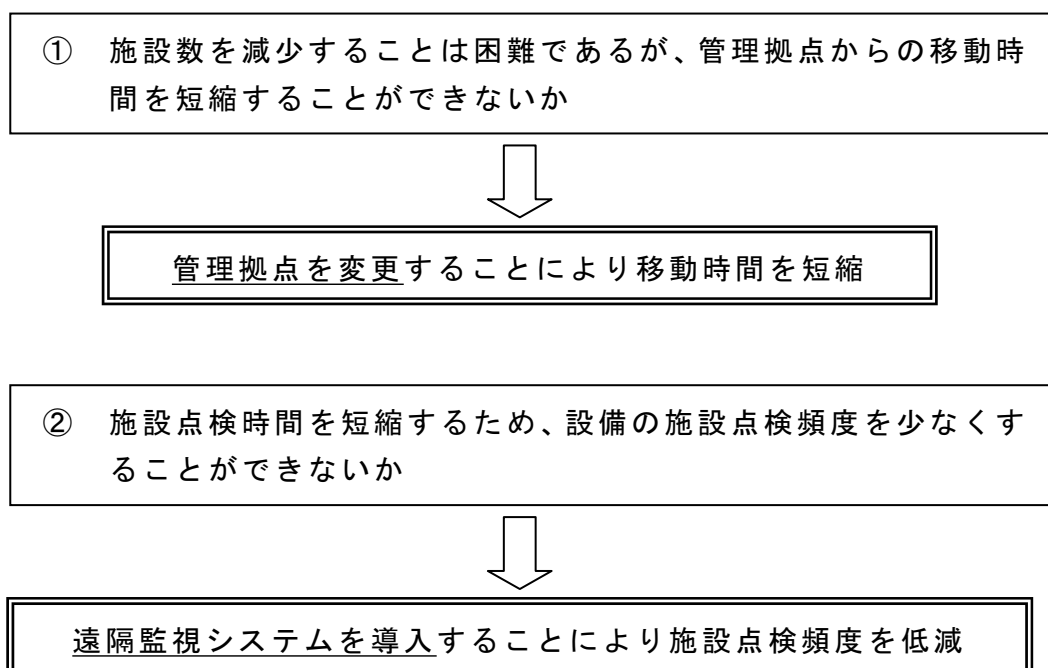 ① 施設数を減少することは困難であるが、管理拠点からの移動時
間を短縮することができないか
管理拠点を変更することにより移動時間を短縮
② 施設点検時間を短縮するため、設備の施設点検頻度を少なくす
ることができないか
遠隔監視システムを導入することにより施設点検頻度を低減